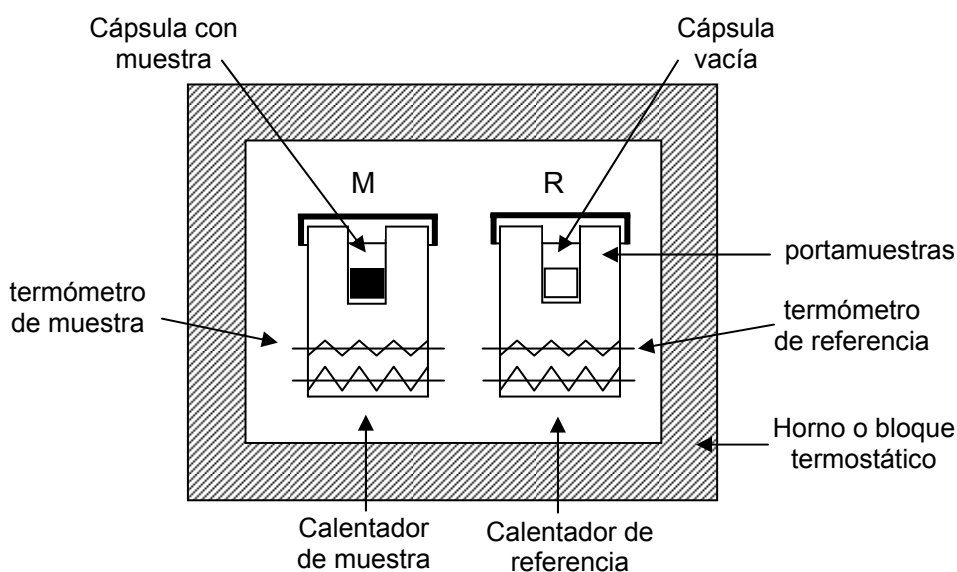 Cápsula con
muestra
Cápsula
vacía
M
R
portamuestras
termómetro
de muestra
termómetro
de referencia
Horno o bloque
termostático
Calentador
de muestra
Calentador de
referencia